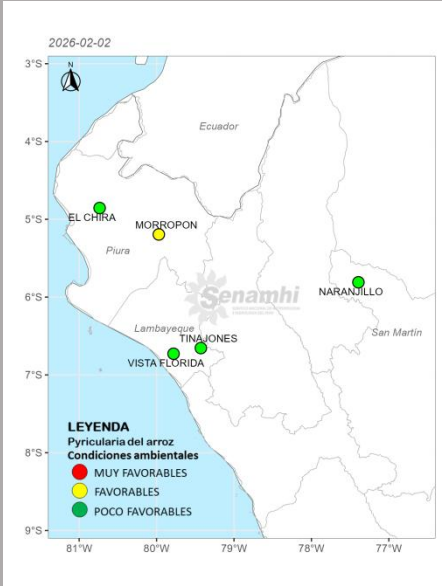 2026-02-02
N
3°S
Ecuador
4°S
EL CHIRA
MORROPON
5°S
Piura
Senamhi
NARANJILLO
6°S
Lambayeque
San Martín
TINAJONES
VISTA FLORIDA
7°S
LEYENDA
Pyricularia del arroz
Condiciones ambientales
8°S
MUY FAVORABLES
FAVORABLES
POCO FAVORABLES
9°S
81°W 80°W 79°W 78°W 77°W